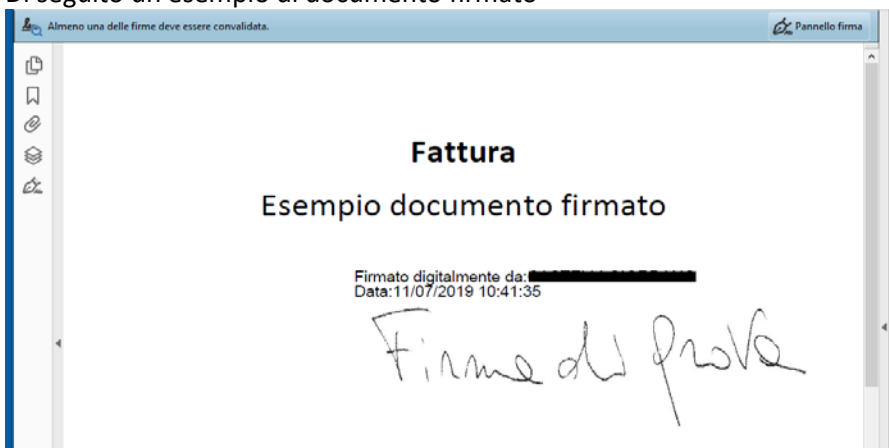 Di seguito un esempio di documento firmato
Almeno una delle firme deve essere convalidata.
Pannello firma
Fattura
Esempio documento firmato
Firmato digitalmente da:
Data:11/07/2019 10:41:35
Firma di prova